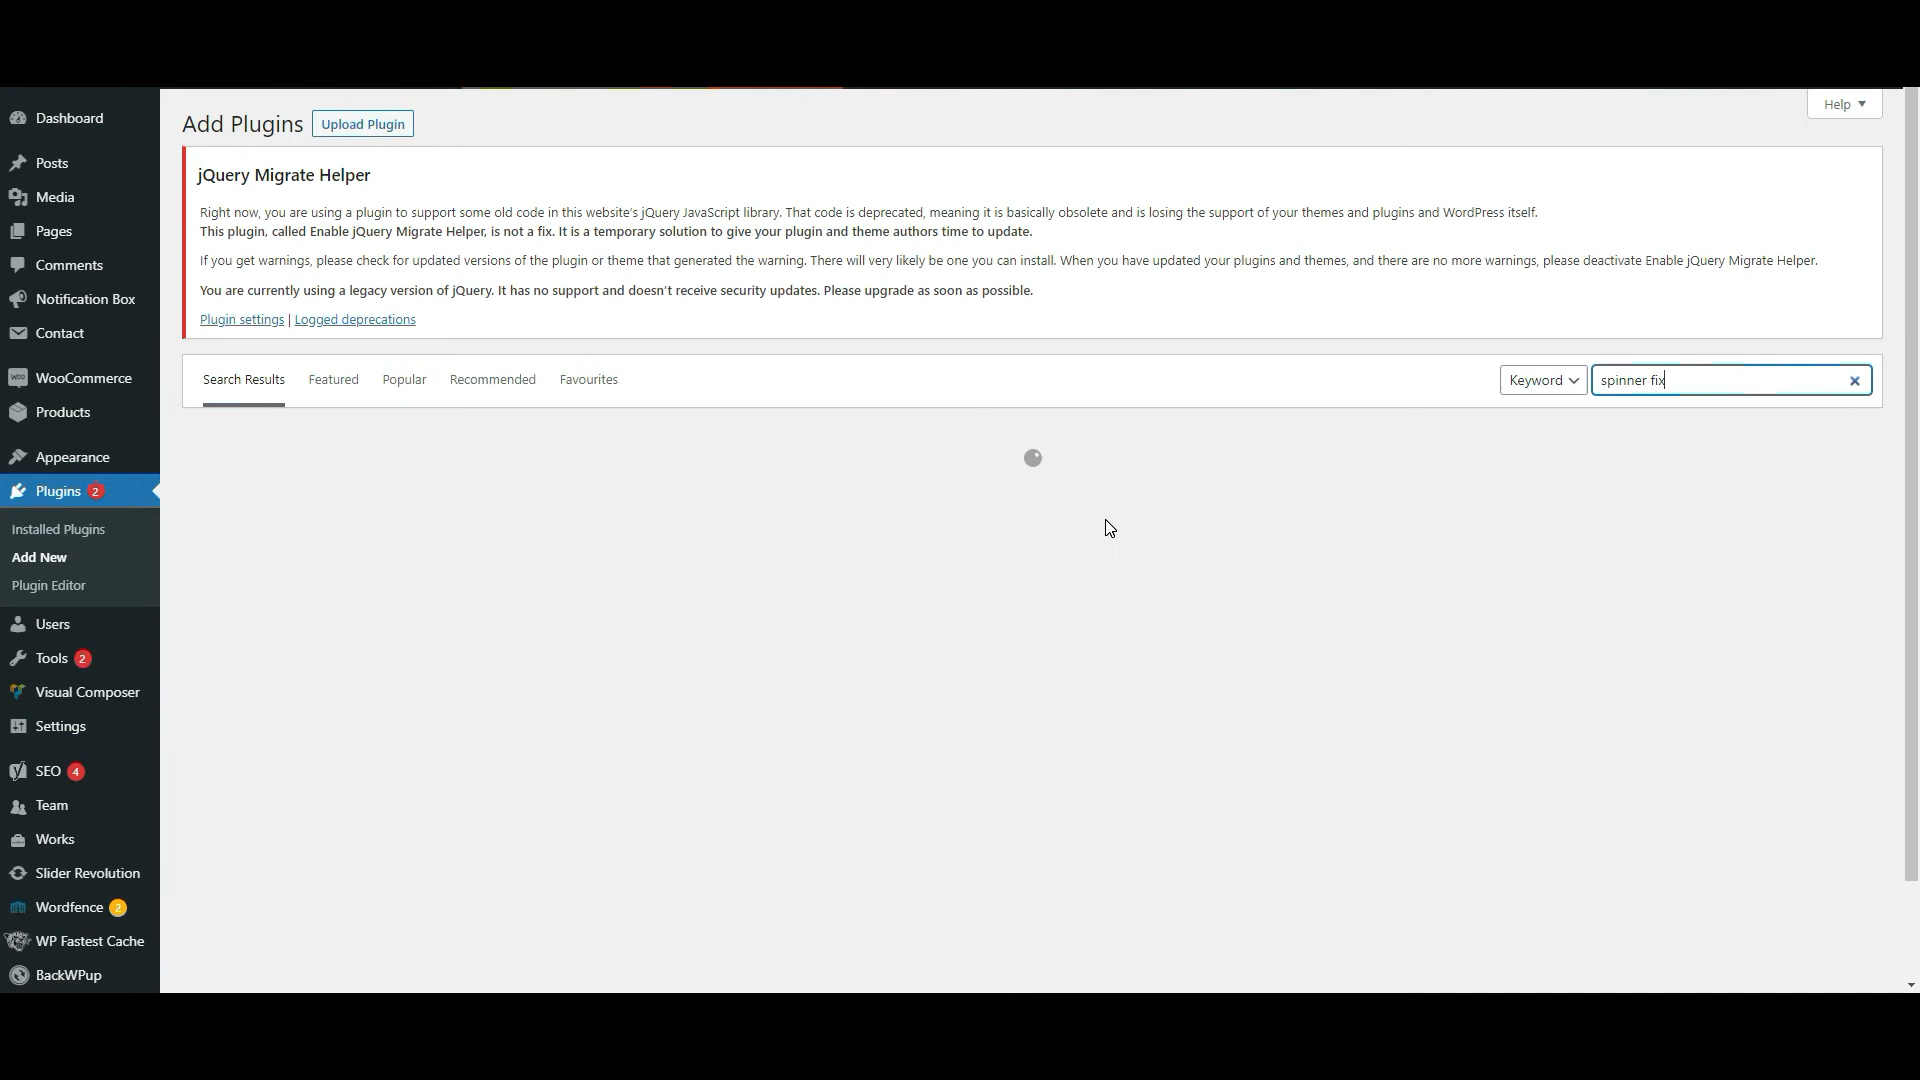 Dashboard
Posts
Media
Pages
Comments
Notification Box
Contact
WooCommerce
Products
Appearance
Plugins 2
Installed Plugins
Add New
Plugin Editor
Users
Tools 2
Visual Composer
Settings
SEO 4
Team
Works
Slider Revolution
Wordfence 2
WP Fastest Cache
BackWPup
Help
Add Plugins Upload Plugin
jQuery Migrate Helper
Right now, you are using a plugin to support some old code in this website's jQuery JavaScript library. That code is deprecated, meaning it is basically obsolete and is losing the support of your themes and plugins and WordPress itself.
This plugin, called Enable jQuery Migrate Helper, is not a fix. It is a temporary solution to give your plugin and theme authors time to update.
If you get warnings, please check for updated versions of the plugin or theme that generated the warning. There will very likely be one you can install. When you have updated your plugins and themes, and there are no more warnings, please deactivate Enable jQuery Migrate Helper.
You are currently using a legacy version of jQuery. It has no support and doesn't receive security updates. Please upgrade as soon as possible.
Plugin settings | Logged deprecations
Search Results Featured Popular Recommended Favourites Keyword spinner fix